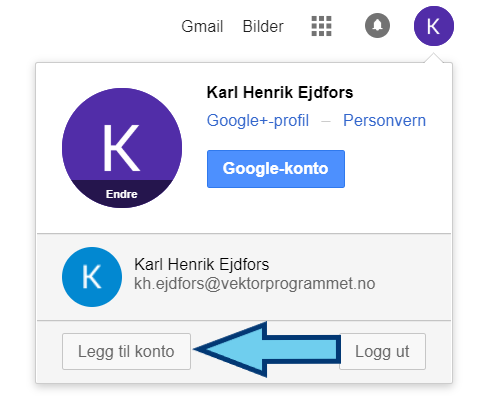 Gmail Bilder K
Karl Henrik Ejdfors
Google+-profil – Personvern
K
Google-konto
Endre
K
Karl Henrik Ejdfors
kh.ejdfors@vektorprogrammet.no
Legg til konto Logg ut